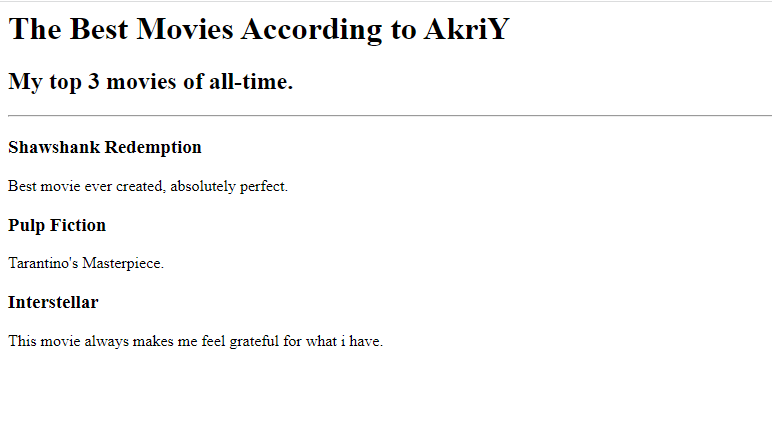 The Best Movies According to AkriY
My top 3 movies of all-time.
Shawshank Redemption
Best movie ever created, absolutely perfect.
Pulp Fiction
Tarantino's Masterpiece.
Interstellar
This movie always makes me feel grateful for what i have.